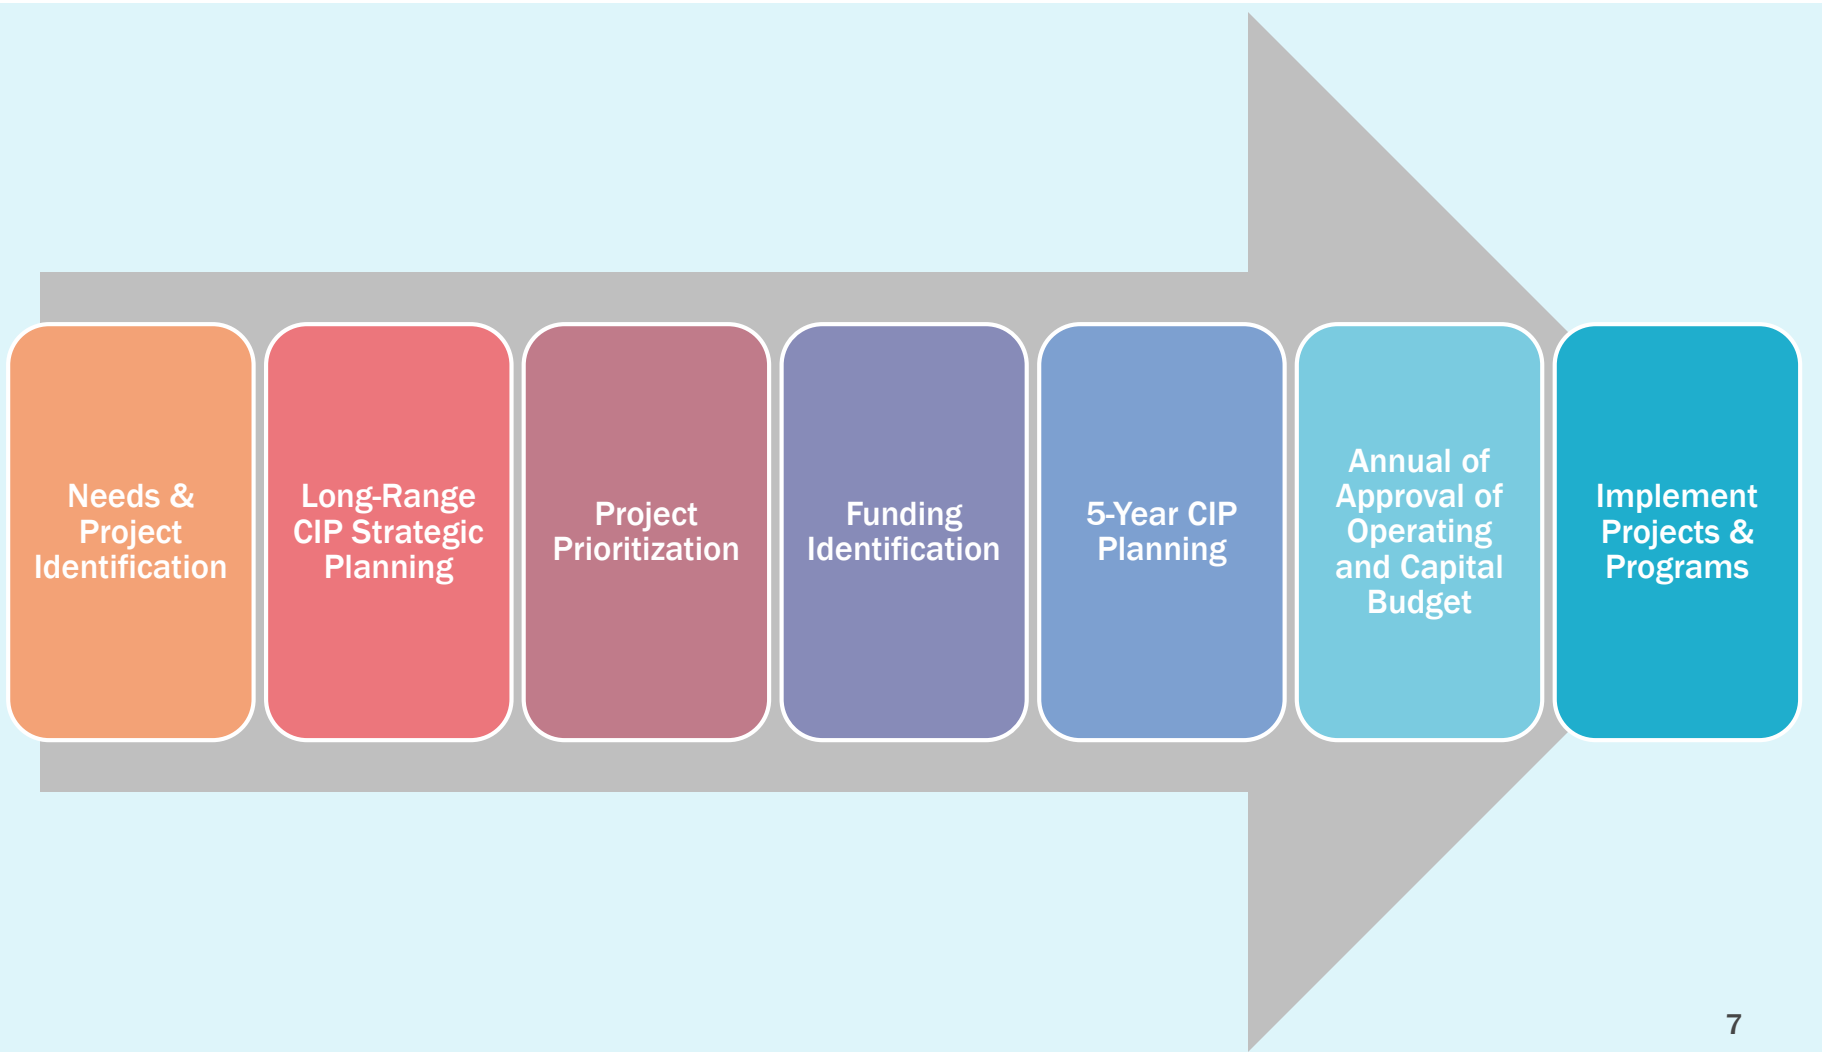 Needs &
Project
Identification
Long-Range
CIP Strategic
Planning
Project
Prioritization
Funding
Identification
5-Year CIP
Planning
Annual of
Approval of
Operating
and Capital
Budget
Implement
Projects &
Programs
7